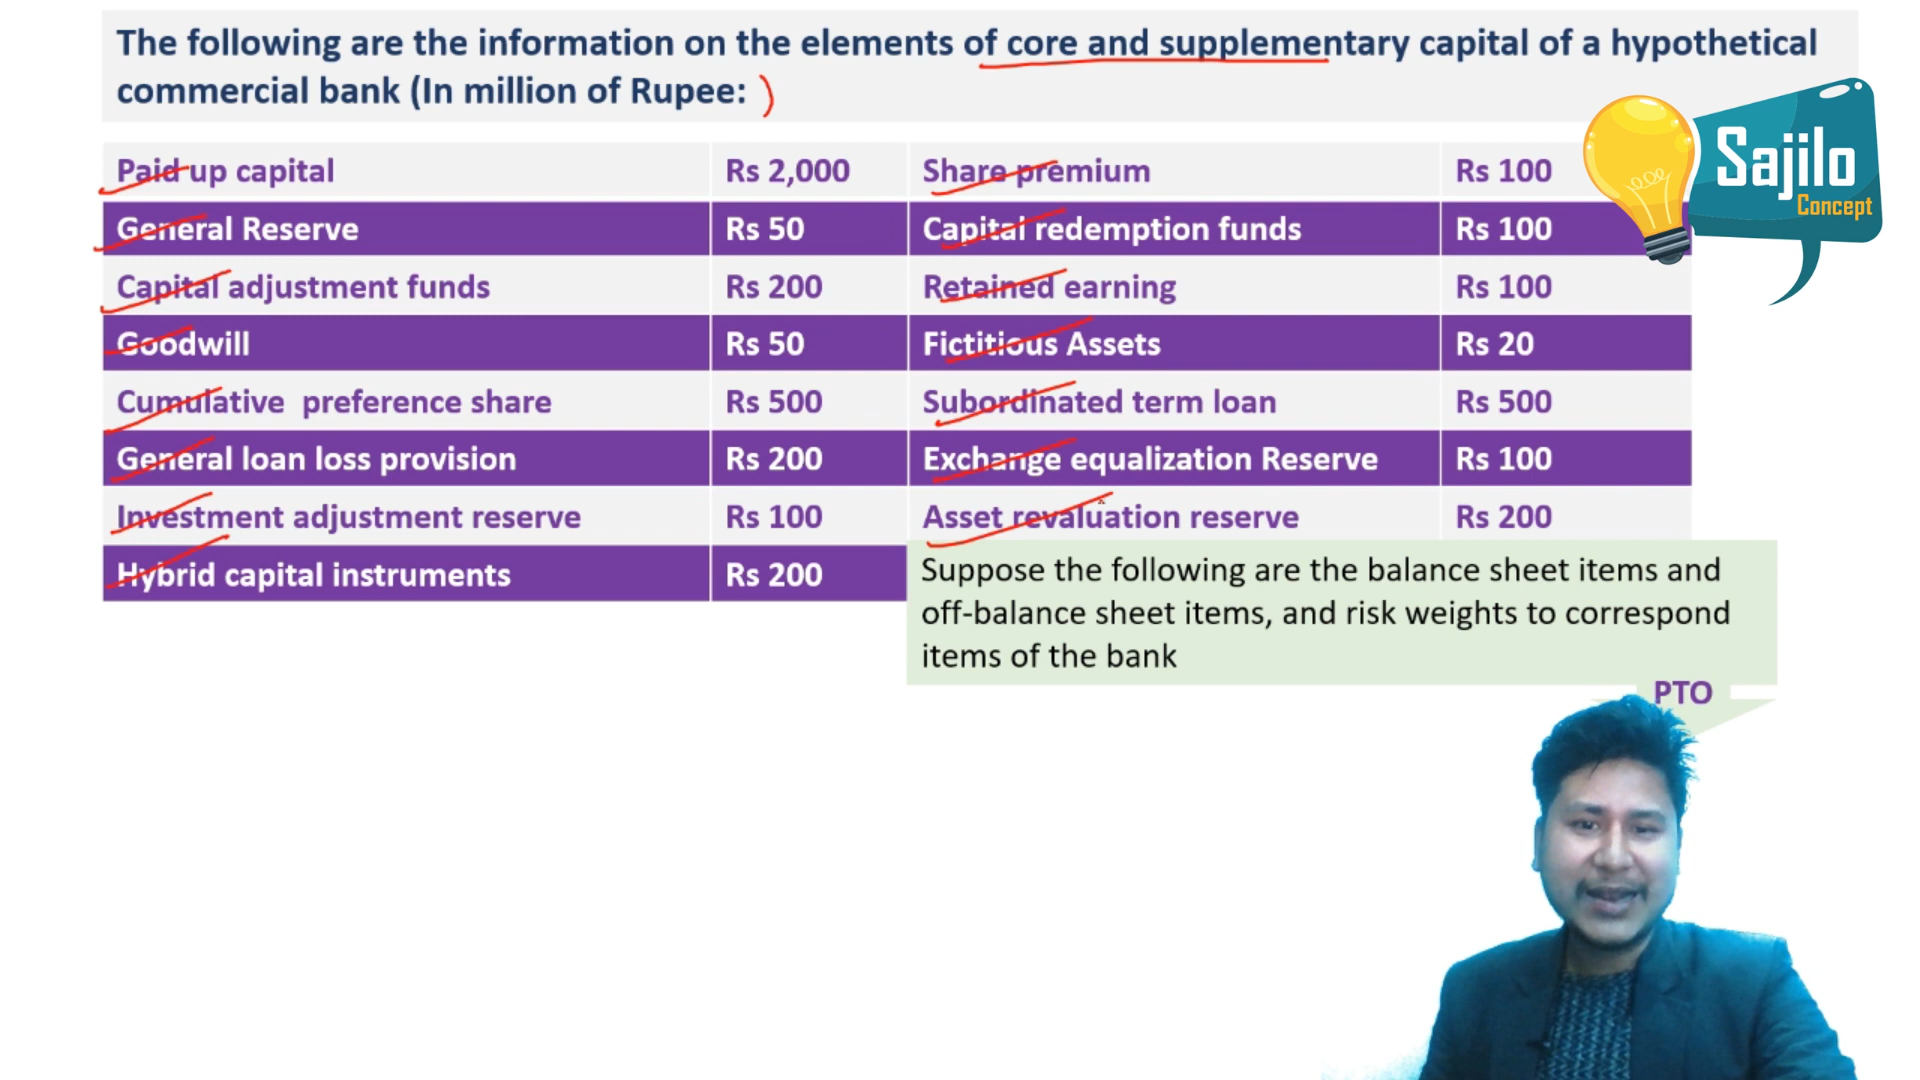 The following are the information on the elements of core and supplementary capital of a hypothetical
commercial bank (In million of Rupee: )
Sajilo
Concept
Paid up capital Rs 2,000 Share premium Rs 100
General Reserve Rs 50 Capital redemption funds Rs 100
Capital adjustment funds Rs 200 Retained earning Rs 100
Goodwill Rs 50 Fictitious Assets Rs 20
Cumulative preference share Rs 500 Subordinated term loan Rs 500
General loan loss provision Rs 200 Exchange equalization Reserve Rs 100
Investment adjustment reserve Rs 100 Asset revaluation reserve Rs 200
Hybrid capital instruments Rs 200
Suppose the following are the balance sheet items and
off-balance sheet items, and risk weights to correspond
items of the bank
PTO